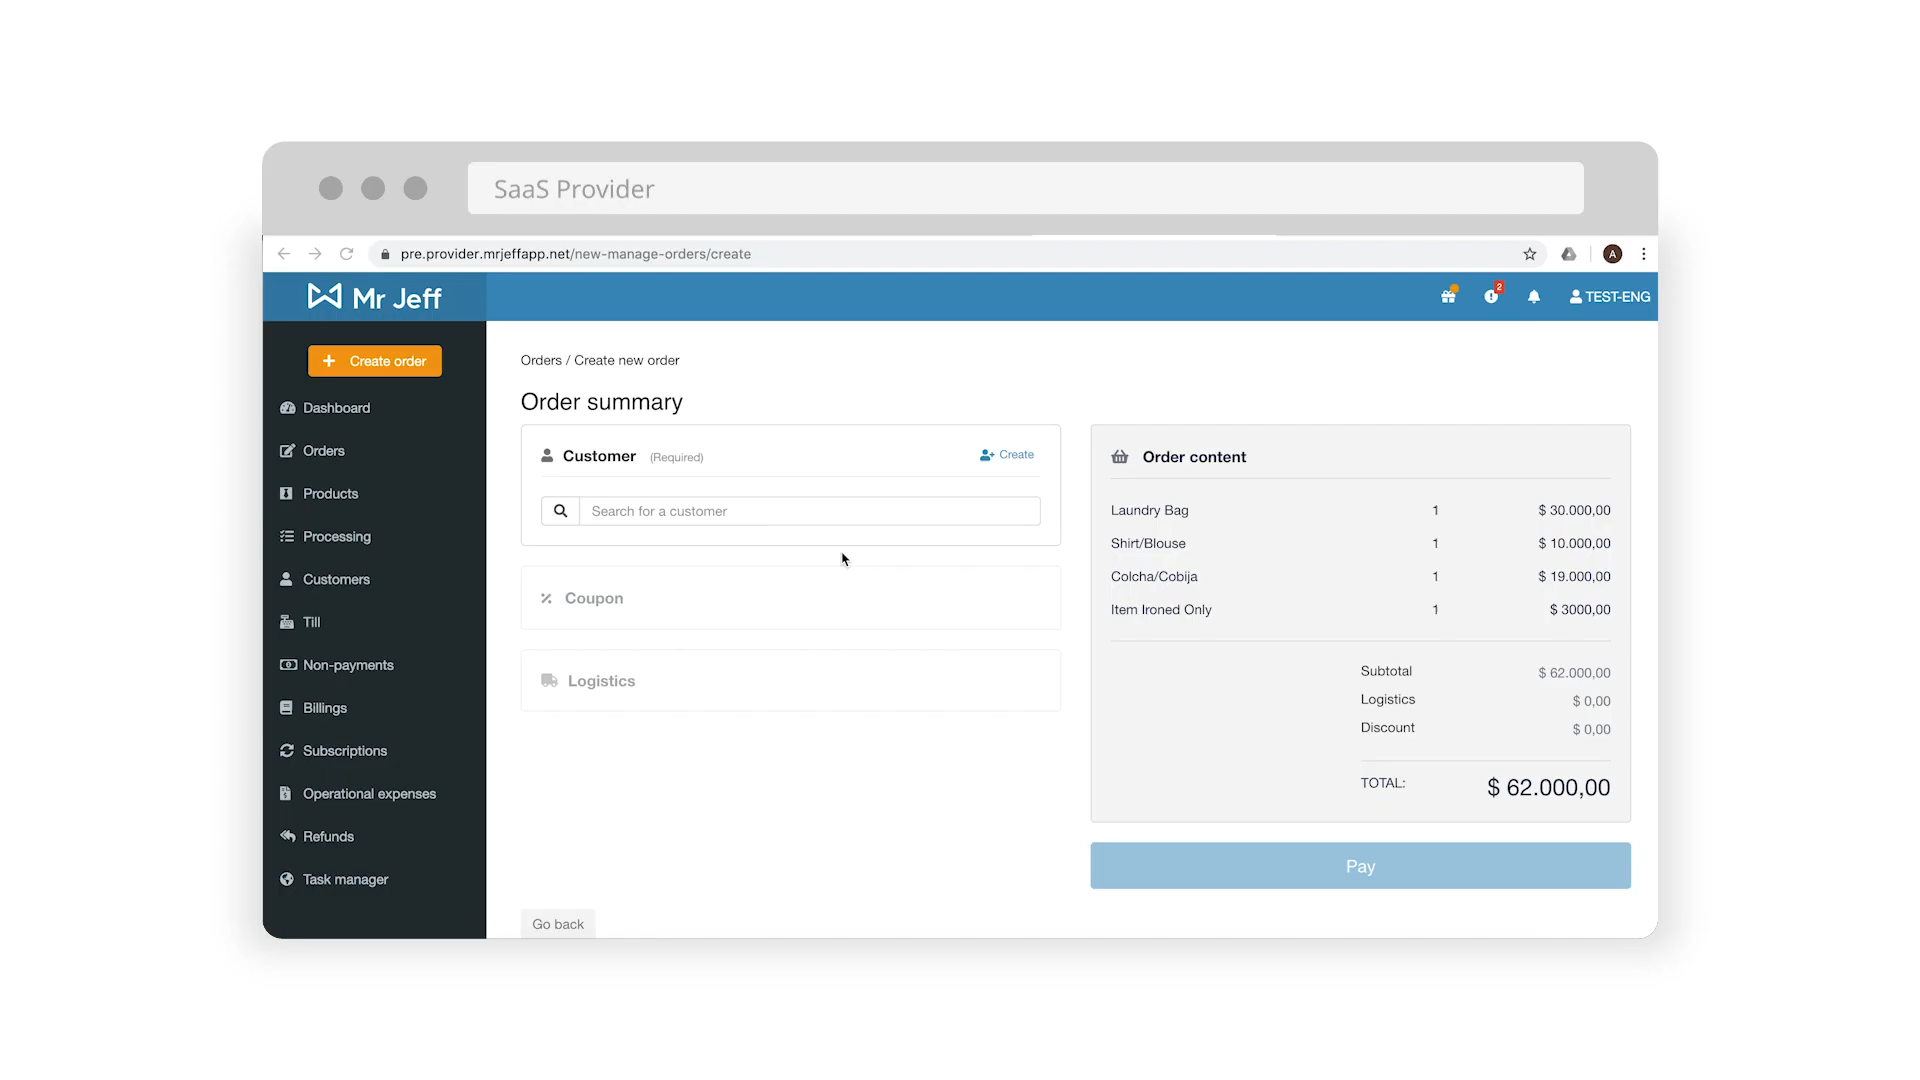 SaaS Provider
pre.provider.mrjeffapp.net/new-manage-orders/create
A
Mr Jeff
2
TEST-ENG
+ Create order
Dashboard
Orders
Products
Processing
Customers
Till
Non-payments
Billings
Subscriptions
Operational expenses
Refunds
Task manager
Orders / Create new order
Order summary
Customer (Required)
Create
Search for a customer
Coupon
Logistics
Go back
Order content
Laundry Bag 1 $ 30.000,00
Shirt/Blouse 1 $ 10.000,00
Colcha/Cobija 1 $ 19.000,00
Item Ironed Only 1 $ 3000,00
Subtotal $ 62.000,00
Logistics $ 0,00
Discount $ 0,00
TOTAL: $ 62.000,00
Pay